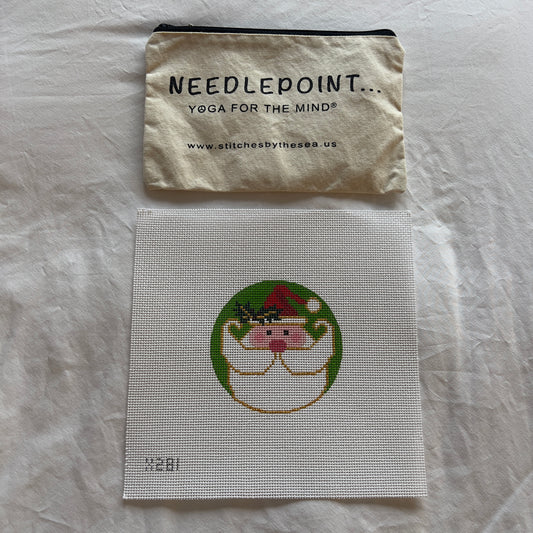 NEEDLEPOINT...
YOGA FOR THE MIND®
www.stitchesbythesea.us
X281